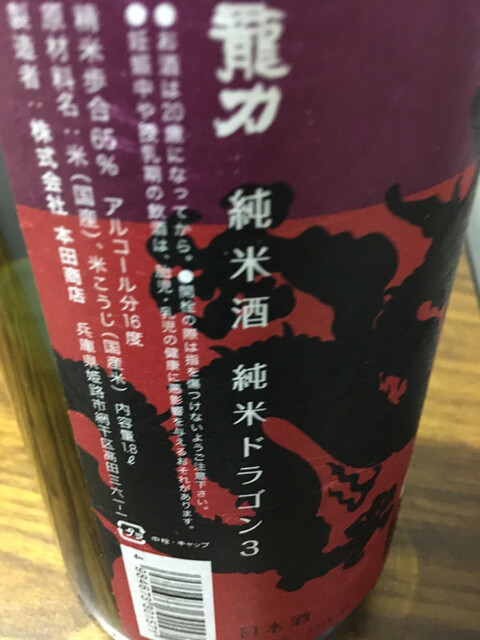 龍力 純米酒 純米ドラゴン3
●お酒は20歳になってから。●開栓の際は指を傷つけないようご注意下さい。
●妊娠中や授乳期の飲酒は、胎児・乳児の健康に悪影響を与えるおそれがあります。
精米歩合65% アルコール分16度
原材料名：米（国産）、米こうじ（国産米） 内容量1.8ℓ
製造者：株式会社 本田商店 兵庫県姫路市網干区高田三六一ー一
中栓・キャップ
日本酒